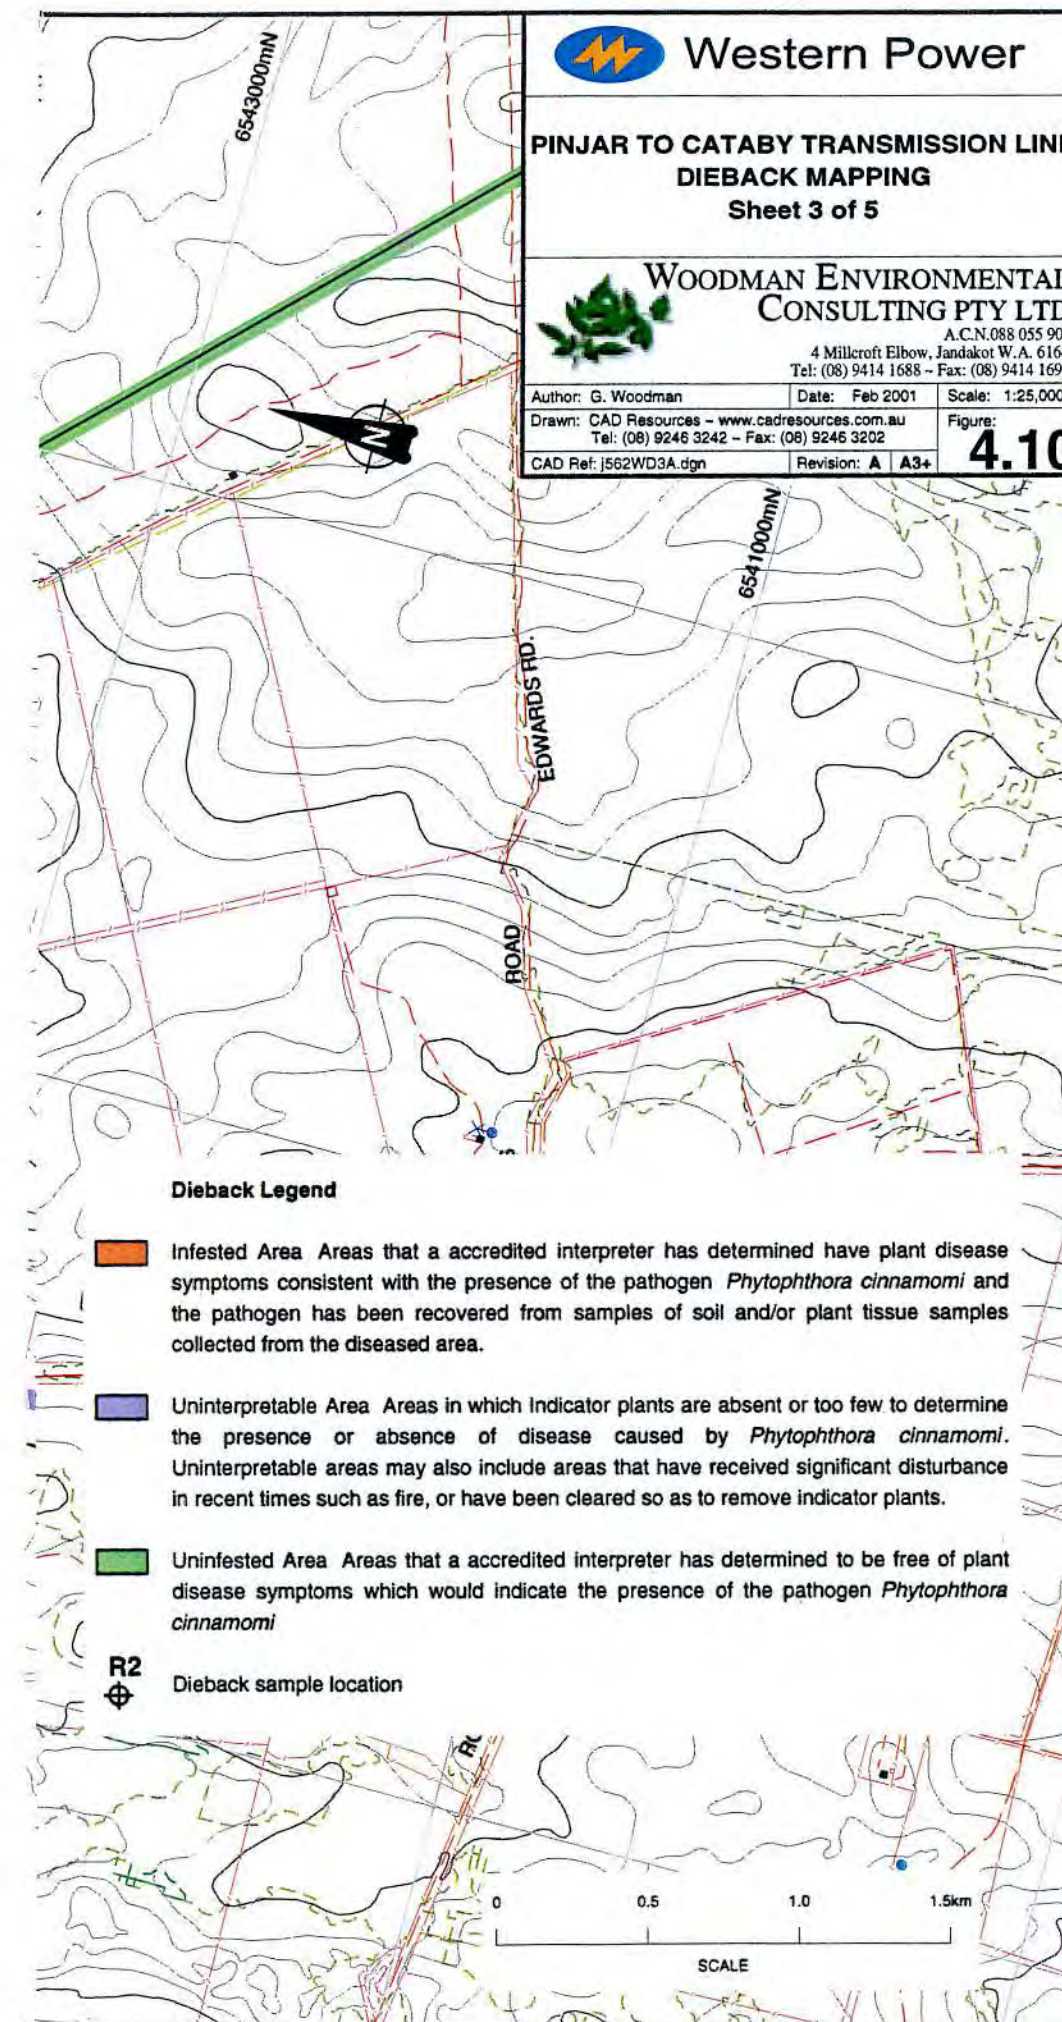 6543000mN
Western Power
PINJAR TO CATABY TRANSMISSION LIN
DIEBACK MAPPING
Sheet 3 of 5
WOODMAN ENVIRONMENTAL
CONSULTING PTY LTD
A.C.N.088 055 90
4 Millcroft Elbow, Jandakot W.A. 616
Tel: (08) 9414 1688 ~ Fax: (08) 9414 169
Author: G. Woodman
Date: Feb 2001
Scale: 1:25,000
Drawn: CAD Resources ~ www.cadresources.com.au
Tel: (08) 9246 3242 ~ Fax: (08) 9246 3202
CAD Ref: j562WD3A.dgn
Revision: A
A3+
Figure:
4.10
N
6541000mN
EDWARDS RD.
ROAD
Dieback Legend
Infested Area Areas that a accredited interpreter has determined have plant disease
symptoms consistent with the presence of the pathogen Phytophthora cinnamomi and
the pathogen has been recovered from samples of soil and/or plant tissue samples
collected from the diseased area.
Uninterpretable Area Areas in which Indicator plants are absent or too few to determine
the presence or absence of disease caused by Phytophthora cinnamomi.
Uninterpretable areas may also include areas that have received significant disturbance
in recent times such as fire, or have been cleared so as to remove indicator plants.
Uninfested Area Areas that a accredited interpreter has determined to be free of plant
disease symptoms which would indicate the presence of the pathogen Phytophthora
cinnamomi
R2
Dieback sample location
0 0.5 1.0 1.5km
SCALE